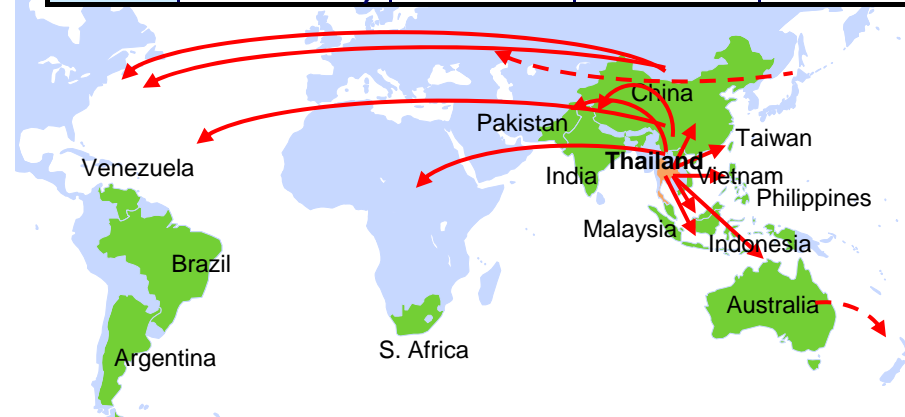 China
Pakistan
Taiwan
Venezuela
Thailand
India
Vietnam
Philippines
Malaysia
Indonesia
Brazil
Australia
S. Africa
Argentina